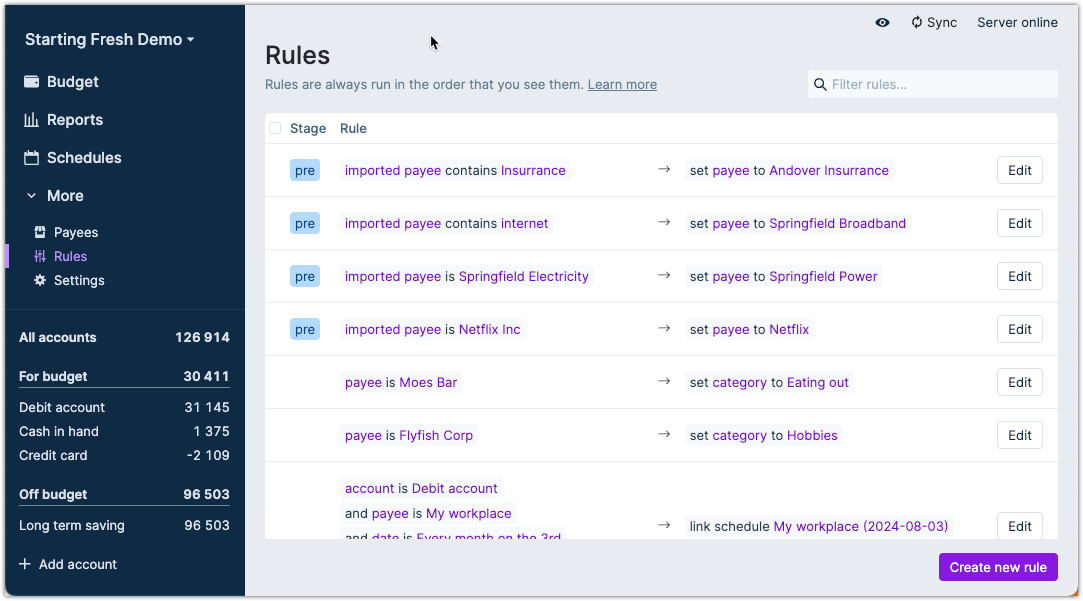 Starting Fresh Demo
Sync
Server online
Budget
Reports
Schedules
More
Payees
Rules
Settings
All accounts 126 914
For budget 30 411
Debit account 31 145
Cash in hand 1 375
Credit card -2 109
Off budget 96 503
Long term saving 96 503
Add account
Rules
Rules are always run in the order that you see them. Learn more
Filter rules...
Stage Rule
pre imported payee contains Insurrance → set payee to Andover Insurrance Edit
pre imported payee contains internet → set payee to Springfield Broadband Edit
pre imported payee is Springfield Electricity → set payee to Springfield Power Edit
pre imported payee is Netflix Inc → set payee to Netflix Edit
payee is Moes Bar → set category to Eating out Edit
payee is Flyfish Corp → set category to Hobbies Edit
account is Debit account
and payee is My workplace
→ link schedule My workplace (2024-08-03) Edit
and date is Every month on the 3rd
Create new rule